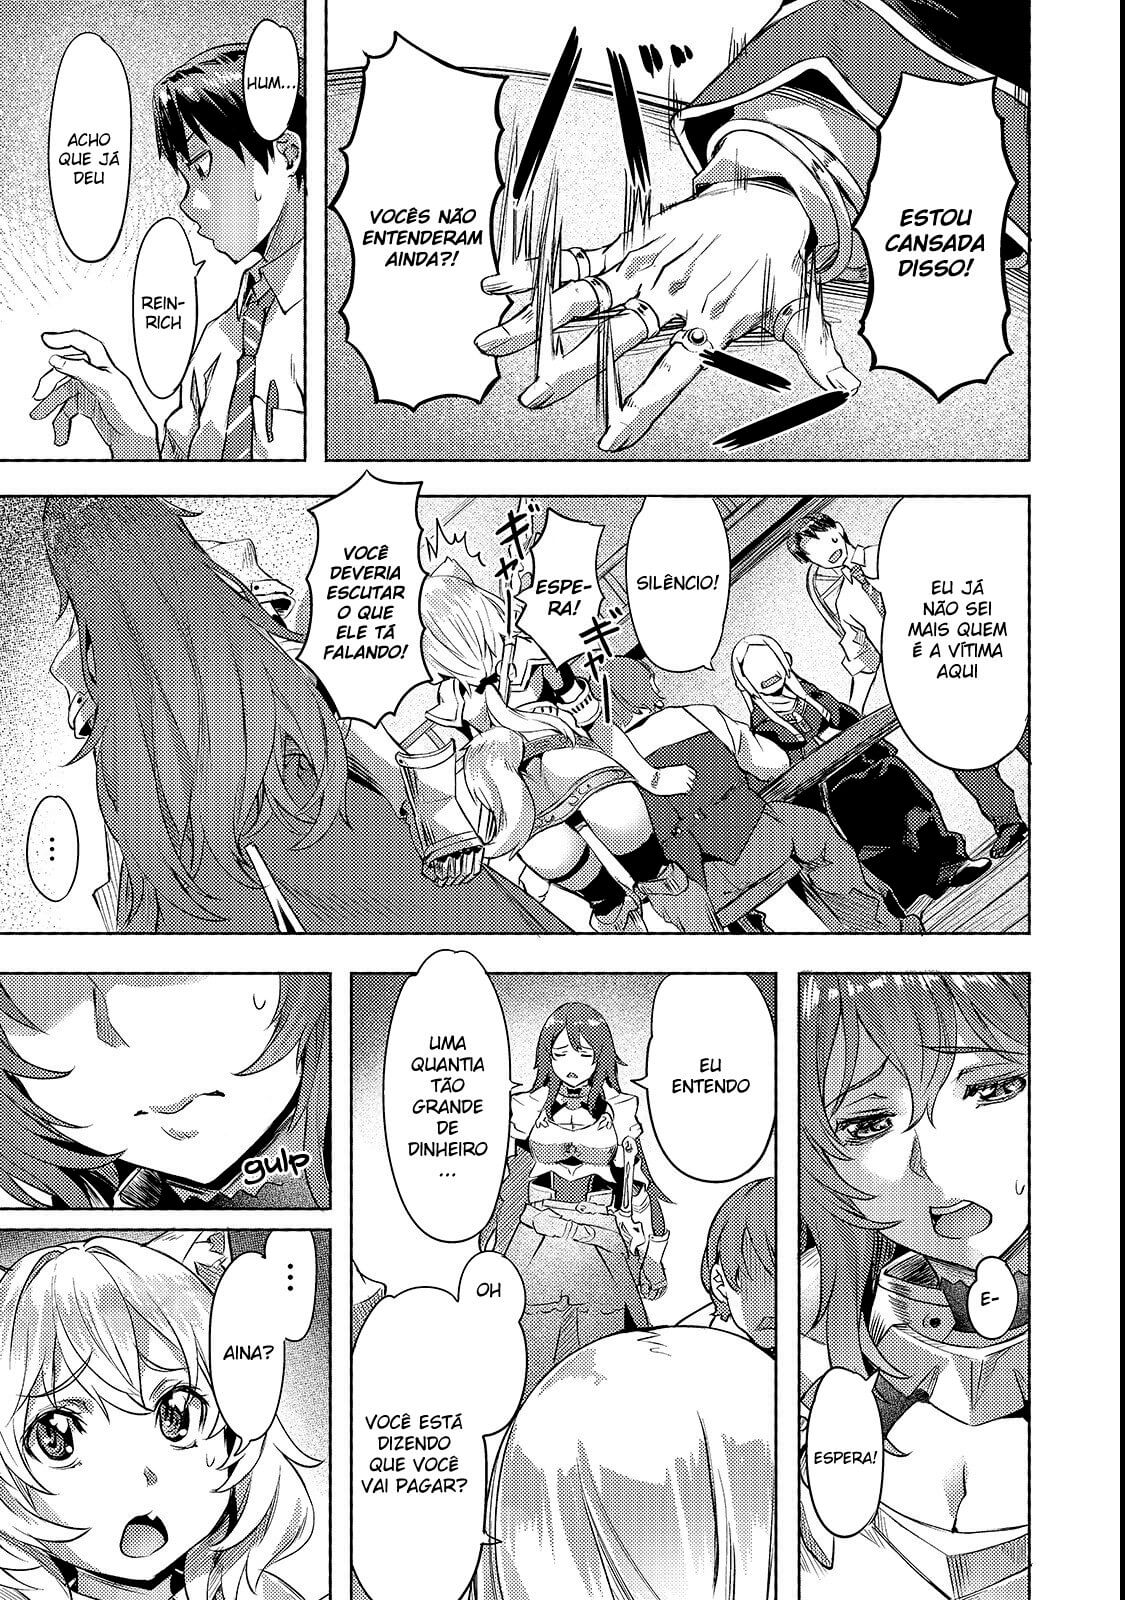 ESTOU
CANSADA
DISSO!
VOCÊS NÃO
ENTENDERAM
AINDA?!
HUM...
ACHO
QUE JÁ
DEU
REIN-
RICH
EU JÁ
NÃO SEI
MAIS QUEM
É A VÍTIMA
AQUI
SILÊNCIO!
ギャー
ESPE-
RA!
ギャー
VOCÊ
DEVERIA
ESCUTAR
O QUE
ELE TÁ
FALANDO!
...
E-
ESPERA!
EU
ENTENDO
UMA
QUANTIA
TÃO
GRANDE
DE
DINHEIRO
...
OH
VOCÊ ESTÁ
DIZENDO
QUE VOCÊ
VAI PAGAR?
gulp
...
AINA?